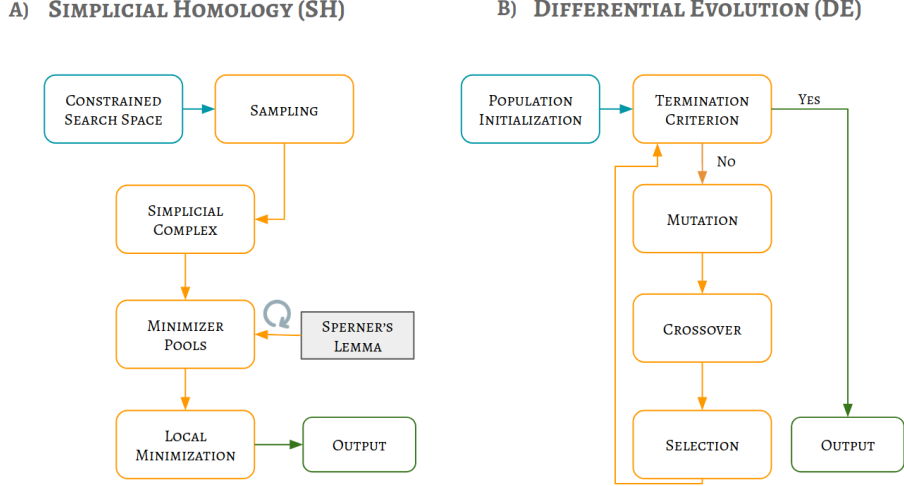 A) SIMPLICIAL HOMOLOGY (SH)
CONSTRAINED
SEARCH SPACE
SAMPLING
SIMPLICIAL
COMPLEX
MINIMIZER
POOLS
SPERNER'S
LEMMA
LOCAL
MINIMIZATION
OUTPUT
B) DIFFERENTIAL EVOLUTION (DE)
POPULATION
INITIALIZATION
TERMINATION
CRITERION
YES
NO
MUTATION
CROSSOVER
SELECTION
OUTPUT